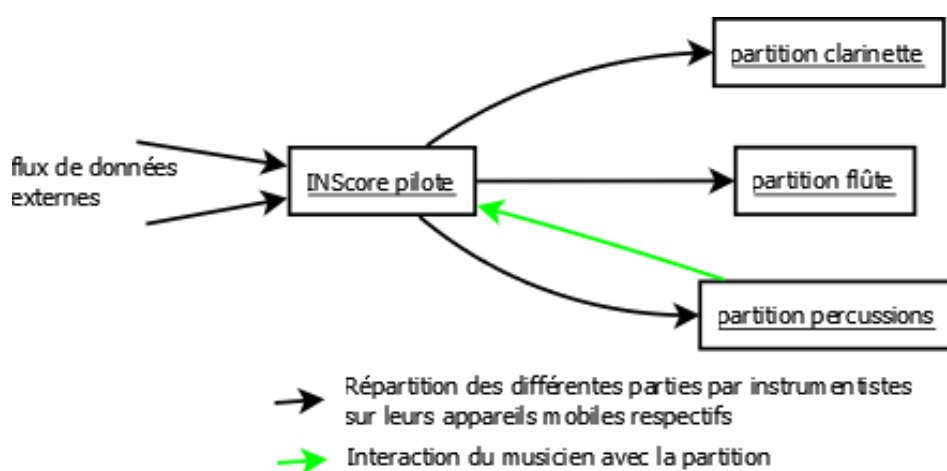 partition clarinette
flux de données
externes
INScore pilote
partition flûte
partition percussions
Répartition des différentes parties par instrumentistes
sur leurs appareils mobiles respectifs
Interaction du musicien avec la partition